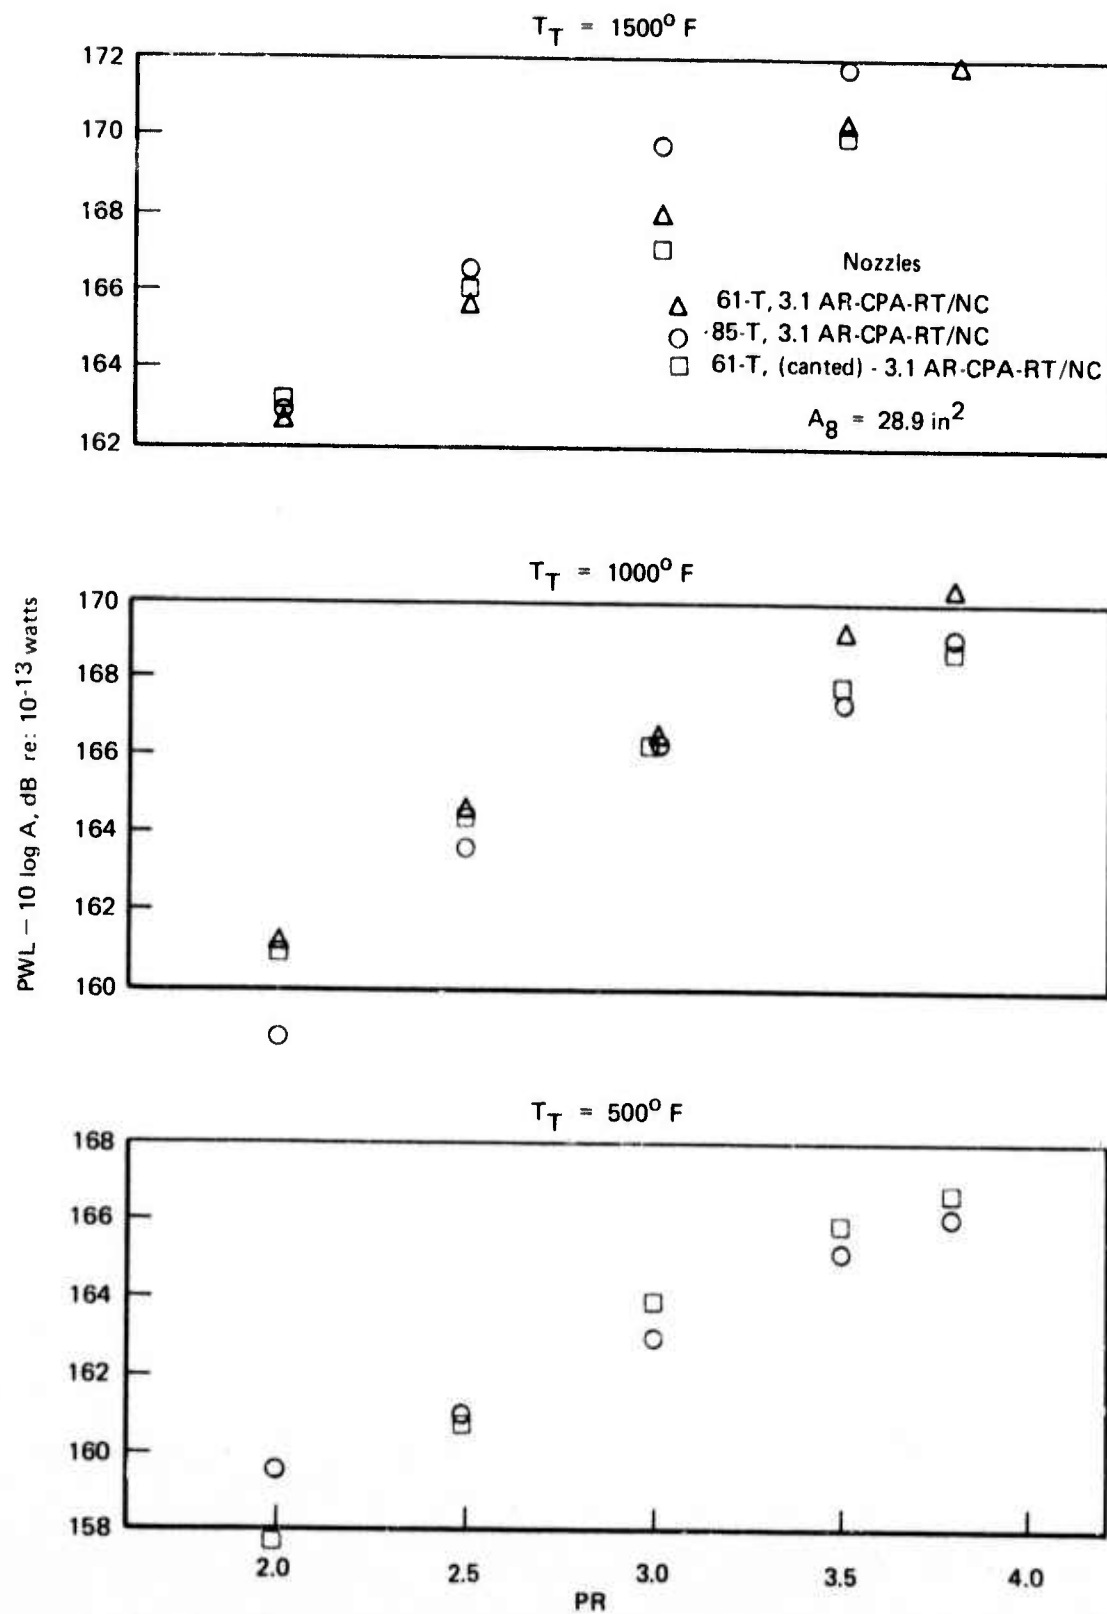 T_T = 1500° F
172
170
168
166
164
162
Nozzles
61-T, 3.1 AR-CPA-RT/NC
85-T, 3.1 AR-CPA-RT/NC
61-T, (canted) - 3.1 AR-CPA-RT/NC
A8 = 28.9 in²
PWL – 10 log A, dB re: 10⁻¹³ watts
T_T = 1000° F
170
168
166
164
162
160
T_T = 500° F
168
166
164
162
160
158
2.0 2.5 3.0 3.5 4.0
PR